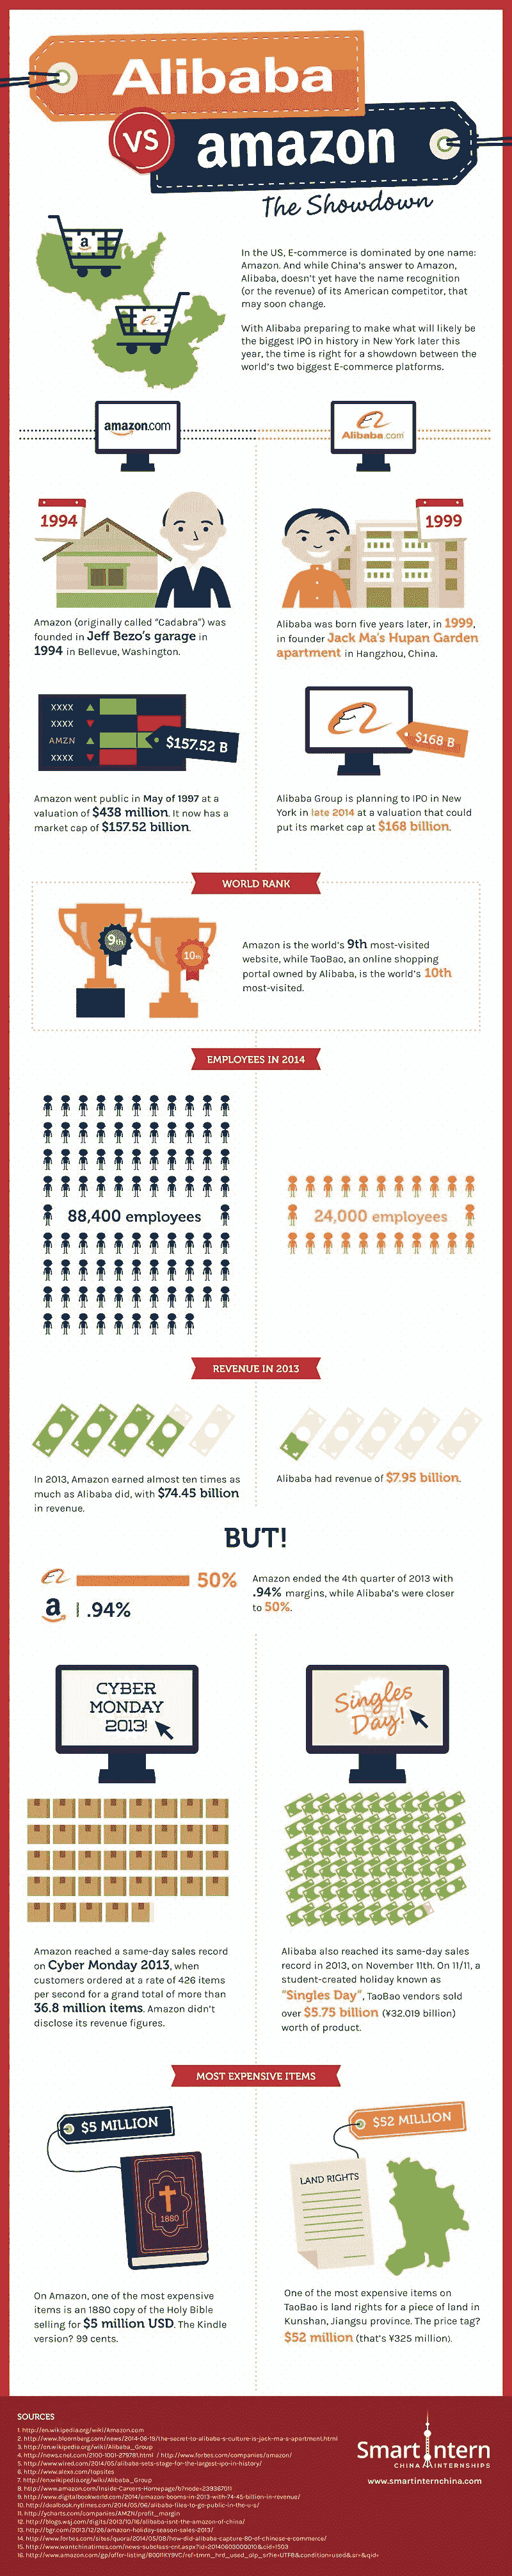 Alibaba
VS
amazon
The Showdown
a
In the US, E-commerce is dominated by one name:
Amazon. And while China's answer to Amazon,
Alibaba, doesn't yet have the name recognition
(or the revenue) of its American competitor, that
may soon change.
With Alibaba preparing to make what will likely be
the biggest IPO in history in New York later this
year, the time is right for a showdown between the
world's two biggest E-commerce platforms.
amazon.com
Alibaba.com
1994
1999
Amazon (originally called "Cadabra") was
founded in Jeff Bezo's garage in
1994 in Bellevue, Washington.
Alibaba was born five years later, in 1999,
in founder Jack Ma's Hupan Garden
apartment in Hangzhou, China.
XXXX
XXXX
AMZN
XXXX
$157.52 B
$168 B
Amazon went public in May of 1997 at a
valuation of $438 million. It now has a
market cap of $157.52 billion.
Alibaba Group is planning to IPO in New
York in late 2014 at a valuation that could
put its market cap at $168 billion.
WORLD RANK
9th
10th
Amazon is the world's 9th most-visited
website, while TaoBao, an online shopping
portal owned by Alibaba, is the world's 10th
most-visited.
EMPLOYEES IN 2014
88,400 employees
24,000 employees
REVENUE IN 2013
In 2013, Amazon earned almost ten times as
much as Alibaba did, with $74.45 billion
in revenue.
Alibaba had revenue of $7.95 billion.
BUT!
50%
a .94%
Amazon ended the 4th quarter of 2013 with
.94% margins, while Alibaba's were closer
to 50%.
CYBER
MONDAY
2013!
Singles
Day!
Amazon reached a same-day sales record
on Cyber Monday 2013, when
customers ordered at a rate of 426 items
per second for a grand total of more than
36.8 million items. Amazon didn't
disclose its revenue figures.
Alibaba also reached its same-day sales
record in 2013, on November 11th. On 11/11, a
student-created holiday known as
"Singles Day", TaoBao vendors sold
over $5.75 billion (¥32.019 billion)
worth of product.
MOST EXPENSIVE ITEMS
$5 MILLION
1880
$52 MILLION
LAND RIGHTS
On Amazon, one of the most expensive
items is an 1880 copy of the Holy Bible
selling for $5 million USD. The Kindle
version? 99 cents.
One of the most expensive items on
TaoBao is land rights for a piece of land in
Kunshan, Jiangsu province. The price tag?
$52 million (that's ¥325 million).
SOURCES
1. http://en.wikipedia.org/wiki/Amazon.com
2. http://www.bloomberg.com/news/2014-06-19/the-secret-to-alibaba-s-culture-is-jack-ma-s-apartment.html
3. http://en.wikipedia.org/wiki/Alibaba_Group
4. http://news.cnet.com/2100-1001-279781.html / http://www.forbes.com/companies/amazon/
5. http://www.wired.com/2014/05/alibaba-sets-stage-for-the-largest-ipo-in-history/
6. http://www.alexa.com/topsites
7. http://en.wikipedia.org/wiki/Alibaba_Group
8. http://www.amazon.com/Inside-Careers-Homepage/b?node=239367011
9. http://www.digitalbookworld.com/2014/amazon-booms-in-2013-with-74-45-billion-in-revenue/
10. http://dealbook.nytimes.com/2014/05/06/alibaba-files-to-go-public-in-the-u-s/
11. http://ycharts.com/companies/AMZN/profit_margin
12. http://blogs.wsj.com/digits/2013/10/16/alibaba-isnt-the-amazon-of-china/
13. http://bgr.com/2013/12/26/amazon-holiday-season-sales-2013/
14. http://www.forbes.com/sites/quora/2014/05/08/how-did-alibaba-capture-80-of-chinese-e-commerce/
15. http://www.wantchinatimes.com/news-subclass-cnt.aspx?id=20140603000010&cid=1503
Smart Intern
CHINA INTERNSHIPS
www.smartinternchina.com